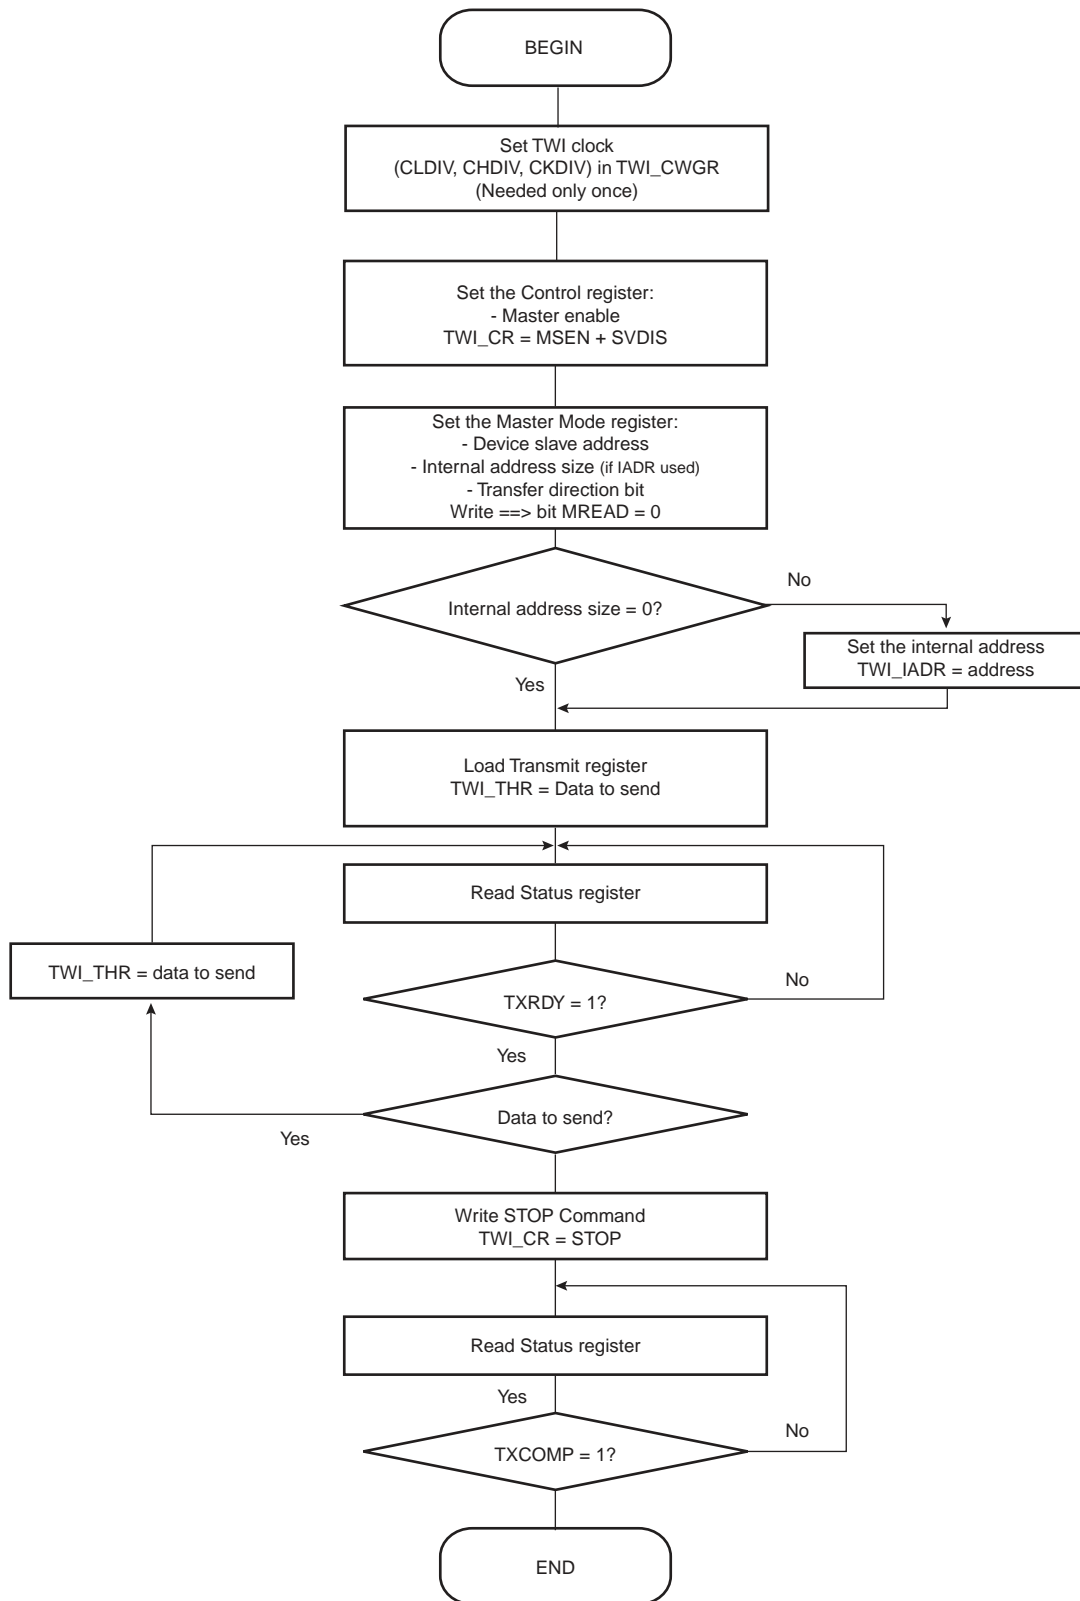 BEGIN
Set TWI clock
(CLDIV, CHDIV, CKDIV) in TWI_CWGR
(Needed only once)
Set the Control register:
- Master enable
TWI_CR = MSEN + SVDIS
Set the Master Mode register:
- Device slave address
- Internal address size (if IADR used)
- Transfer direction bit
Write ==> bit MREAD = 0
No
Internal address size = 0?
Set the internal address
TWI_IADR = address
Yes
Load Transmit register
TWI_THR = Data to send
Read Status register
TWI_THR = data to send
No
TXRDY = 1?
Yes
Data to send?
Yes
Write STOP Command
TWI_CR = STOP
Read Status register
Yes
No
TXCOMP = 1?
END